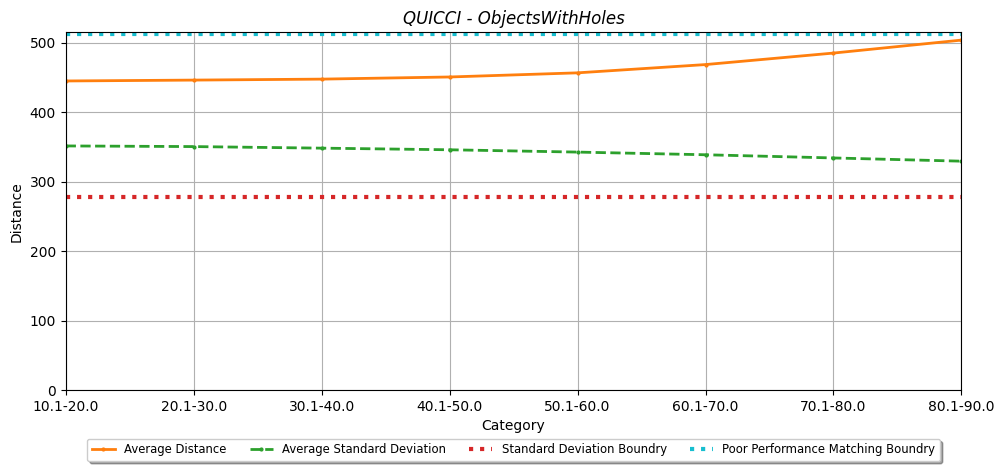 QUICCI - ObjectsWithHoles
500
400
300
200
100
0
Distance
10.1-20.0 20.1-30.0 30.1-40.0 40.1-50.0 50.1-60.0 60.1-70.0 70.1-80.0 80.1-90.0
Category
Average Distance Average Standard Deviation Standard Deviation Boundry Poor Performance Matching Boundry